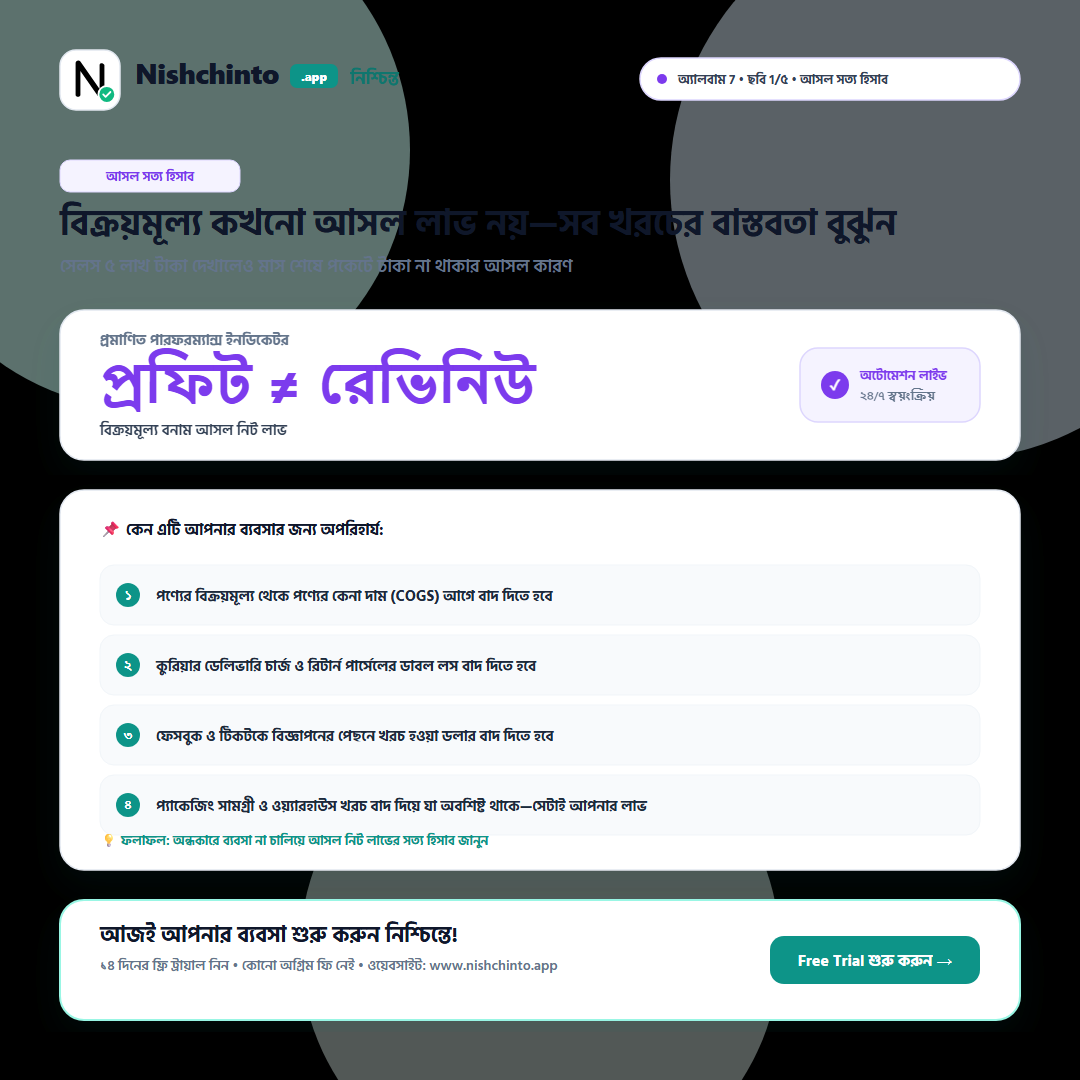 Nishchinto .app নিশ্চিন্ত
অ্যালবাম 7 • ছবি 1/৫ • আসল সত্য হিসাব
আসল সত্য হিসাব
বিক্রয়মূল্য কখনো আসল লাভ নয়—সব খরচের বাস্তবতা বুঝুন
সেলস ৫ লাখ টাকা দেখালেও মাস শেষে পকেটে টাকা না থাকার আসল কারণ
প্রমাণিত পারফরম্যান্স ইনডিকেটর
প্রফিট ≠ রেভিনিউ
বিক্রয়মূল্য বনাম আসল নিট লাভ
অটোমেশন লাইভ
২৪/৭ স্বয়ংক্রিয়
📌 কেন এটি আপনার ব্যবসার জন্য অপরিহার্য:
১ পণ্যের বিক্রয়মূল্য থেকে পণ্যের কেনা দাম (COGS) আগে বাদ দিতে হবে
২ কুরিয়ার ডেলিভারি চার্জ ও রিটার্ন পার্সেলের ডাবল লস বাদ দিতে হবে
৩ ফেসবুক ও টিকটকে বিজ্ঞাপনের পেছনে খরচ হওয়া ডলার বাদ দিতে হবে
৪ প্যাকেজিং সামগ্রী ও ওয়্যারহাউস খরচ বাদ দিয়ে যা অবশিষ্ট থাকে—সেটাই আপনার লাভ
💡 ফলাফল: অন্ধকারে ব্যবসা না চালিয়ে আসল নিট লাভের সত্য হিসাব জানুন
আজই আপনার ব্যবসা শুরু করুন নিশ্চিন্তে!
১৪ দিনের ফ্রি ট্রায়াল নিন • কোনো অগ্রিম ফি নেই • ওয়েবসাইট: www.nishchinto.app
Free Trial শুরু করুন →